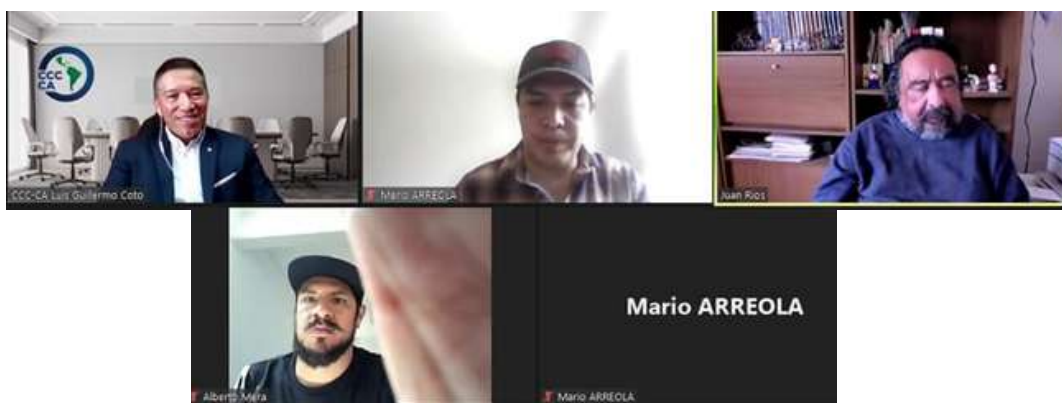 CCC
CA
CCC-CA Luis Guillermo Coto
Mario ARREOLA
Juan Rios
Alberto Mera
Mario ARREOLA
Mario ARREOLA